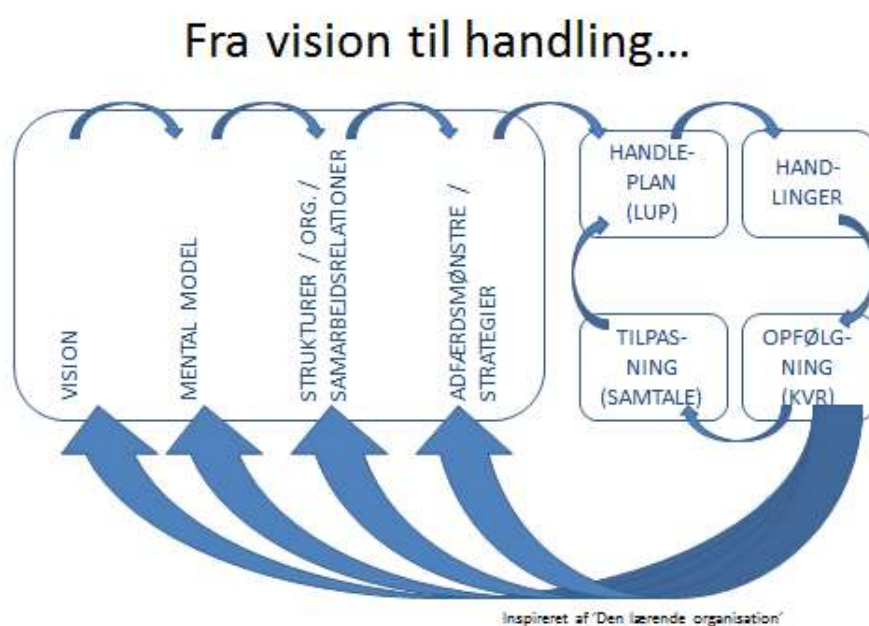 Fra vision til handling...
VISION
MENTAL MODEL
STRUKTURER / ORG. /
SAMARBEJDSRELATIONER
ADFÆRDSMØNSTRE /
STRATEGIER
HANDLE-
PLAN
(LUP)
HAND-
LINGER
TILPAS-
NING
(SAMTALE)
OPFØLG-
NING
(KVR)
Inspireret af 'Den lærende organisation'